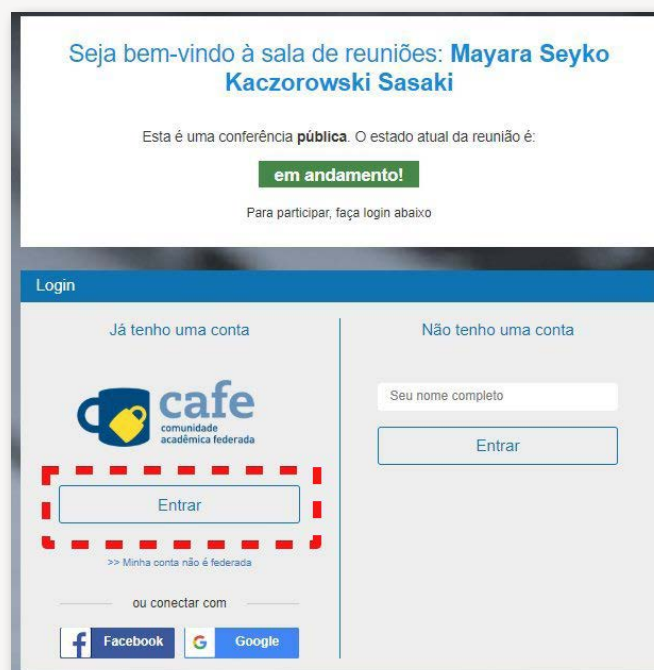 Seja bem-vindo à sala de reuniões: Mayara Seyko
Kaczorowski Sasaki
Esta é uma conferência pública. O estado atual da reunião é:
em andamento!
Para participar, faça login abaixo
Login
Já tenho uma conta
cafe
comunidade
acadêmica federada
Entrar
>> Minha conta não é federada
ou conectar com
Facebook
G Google
Não tenho uma conta
Seu nome completo
Entrar